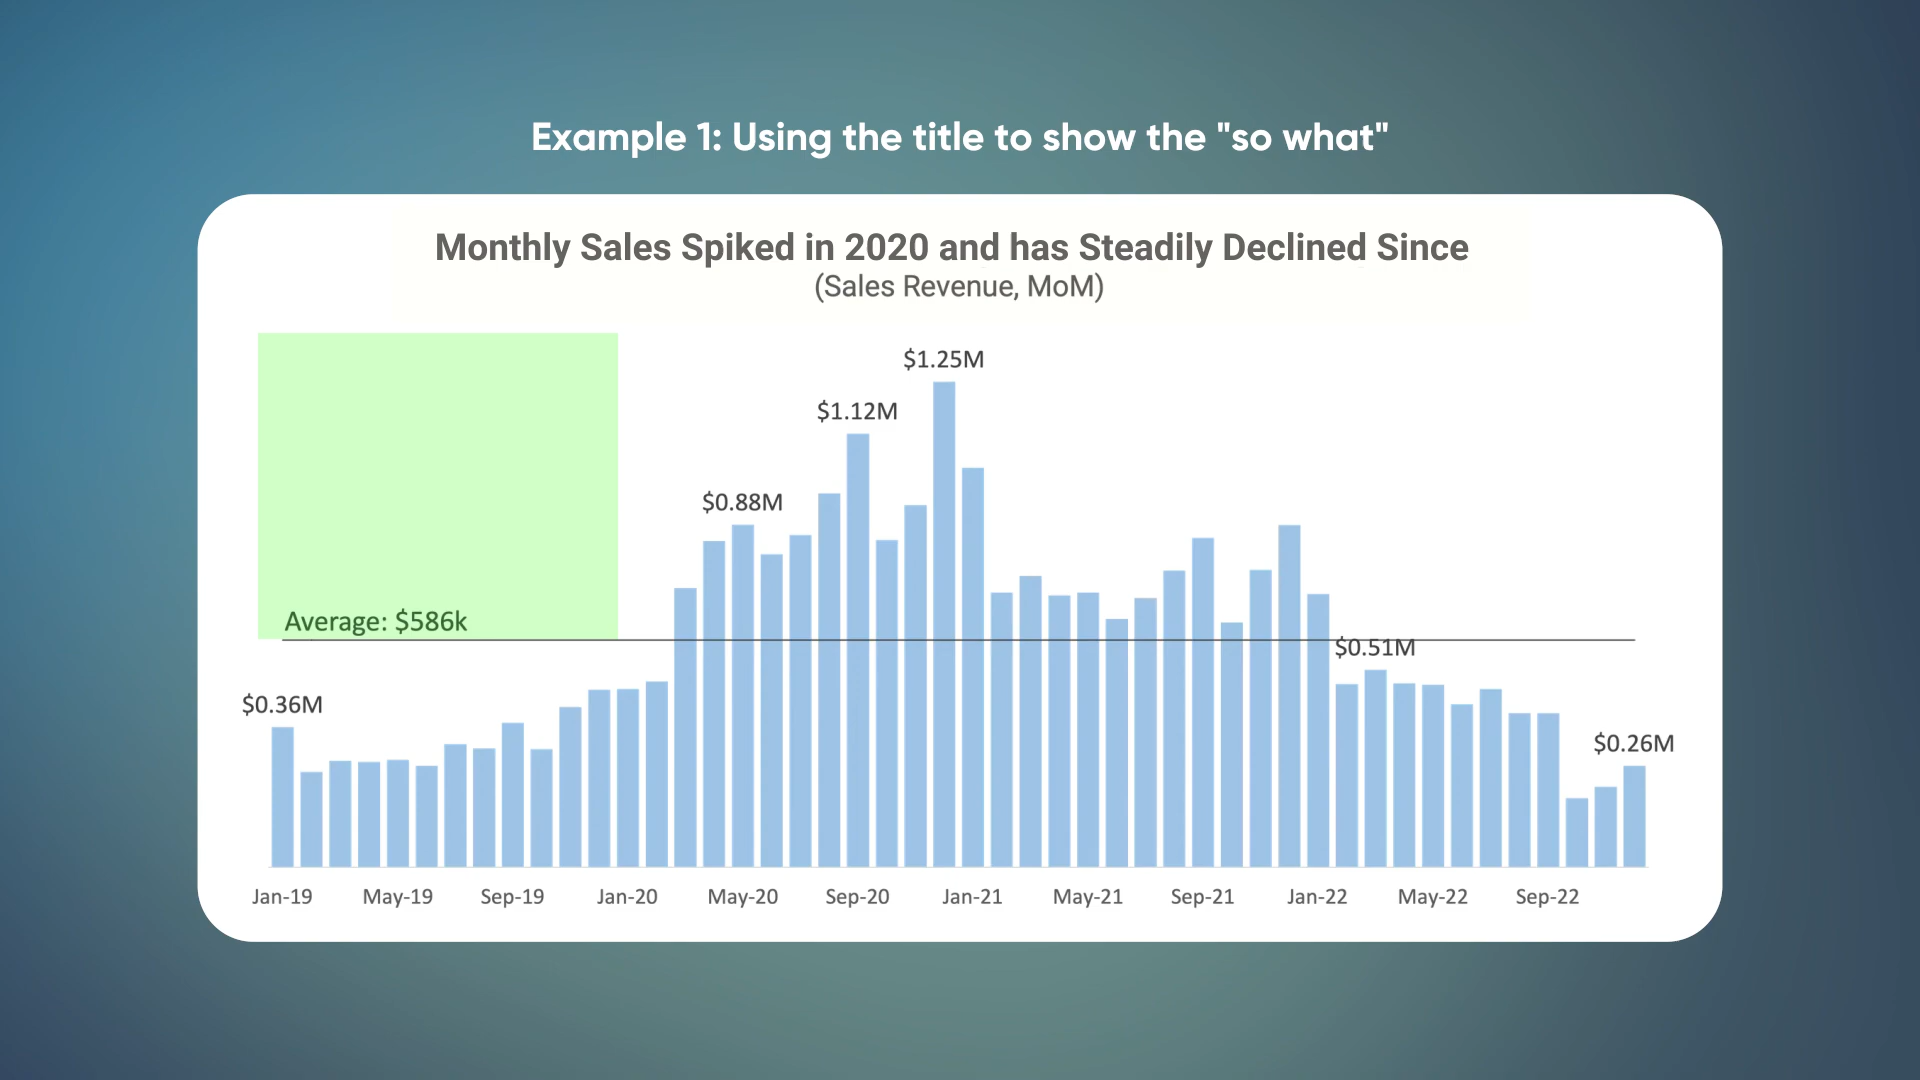 Example 1: Using the title to show the "so what"
Monthly Sales Spiked in 2020 and has Steadily Declined Since
(Sales Revenue, MoM)
$1.25M
$1.12M
$0.88M
Average: $586k
$0.51M
$0.36M
$0.26M
Jan-19 May-19 Sep-19 Jan-20 May-20 Sep-20 Jan-21 May-21 Sep-21 Jan-22 May-22 Sep-22